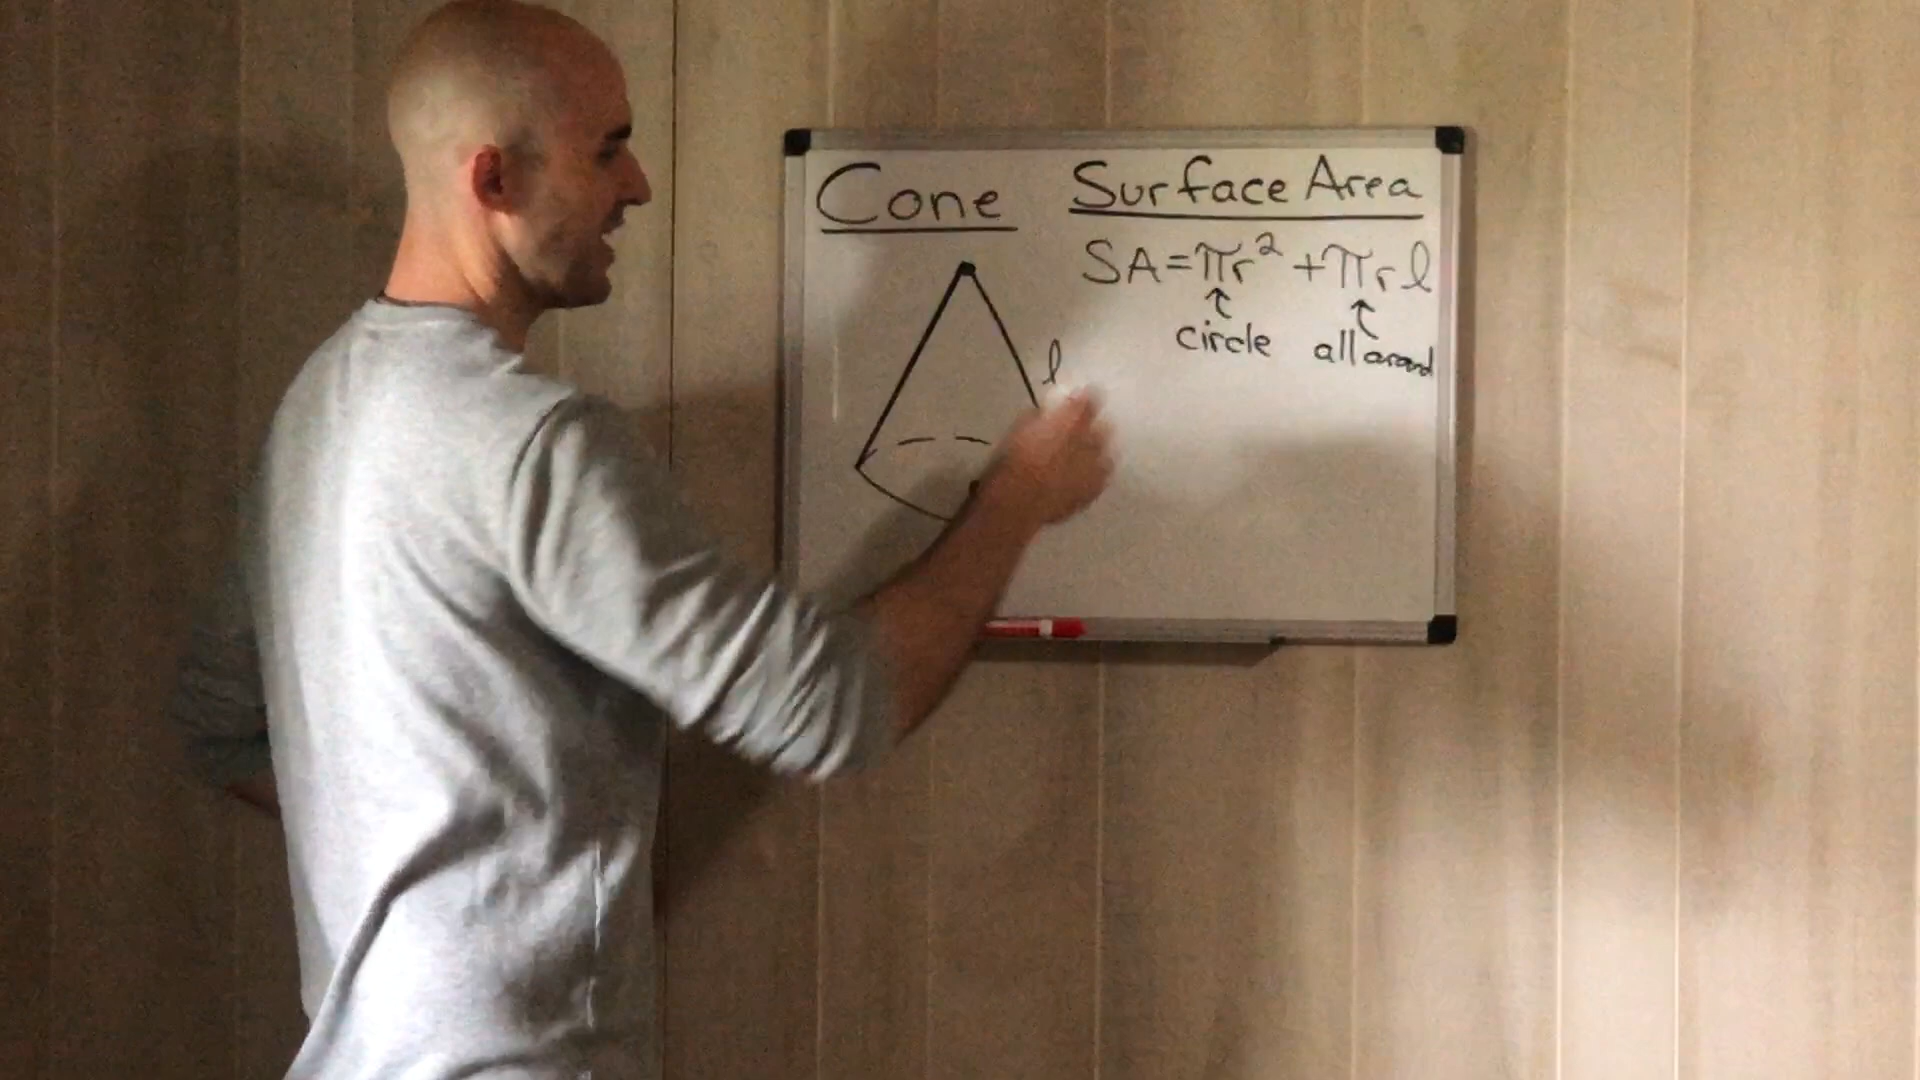 Cone
Surface Area
SA=πr² +πrl
circle
all around
l